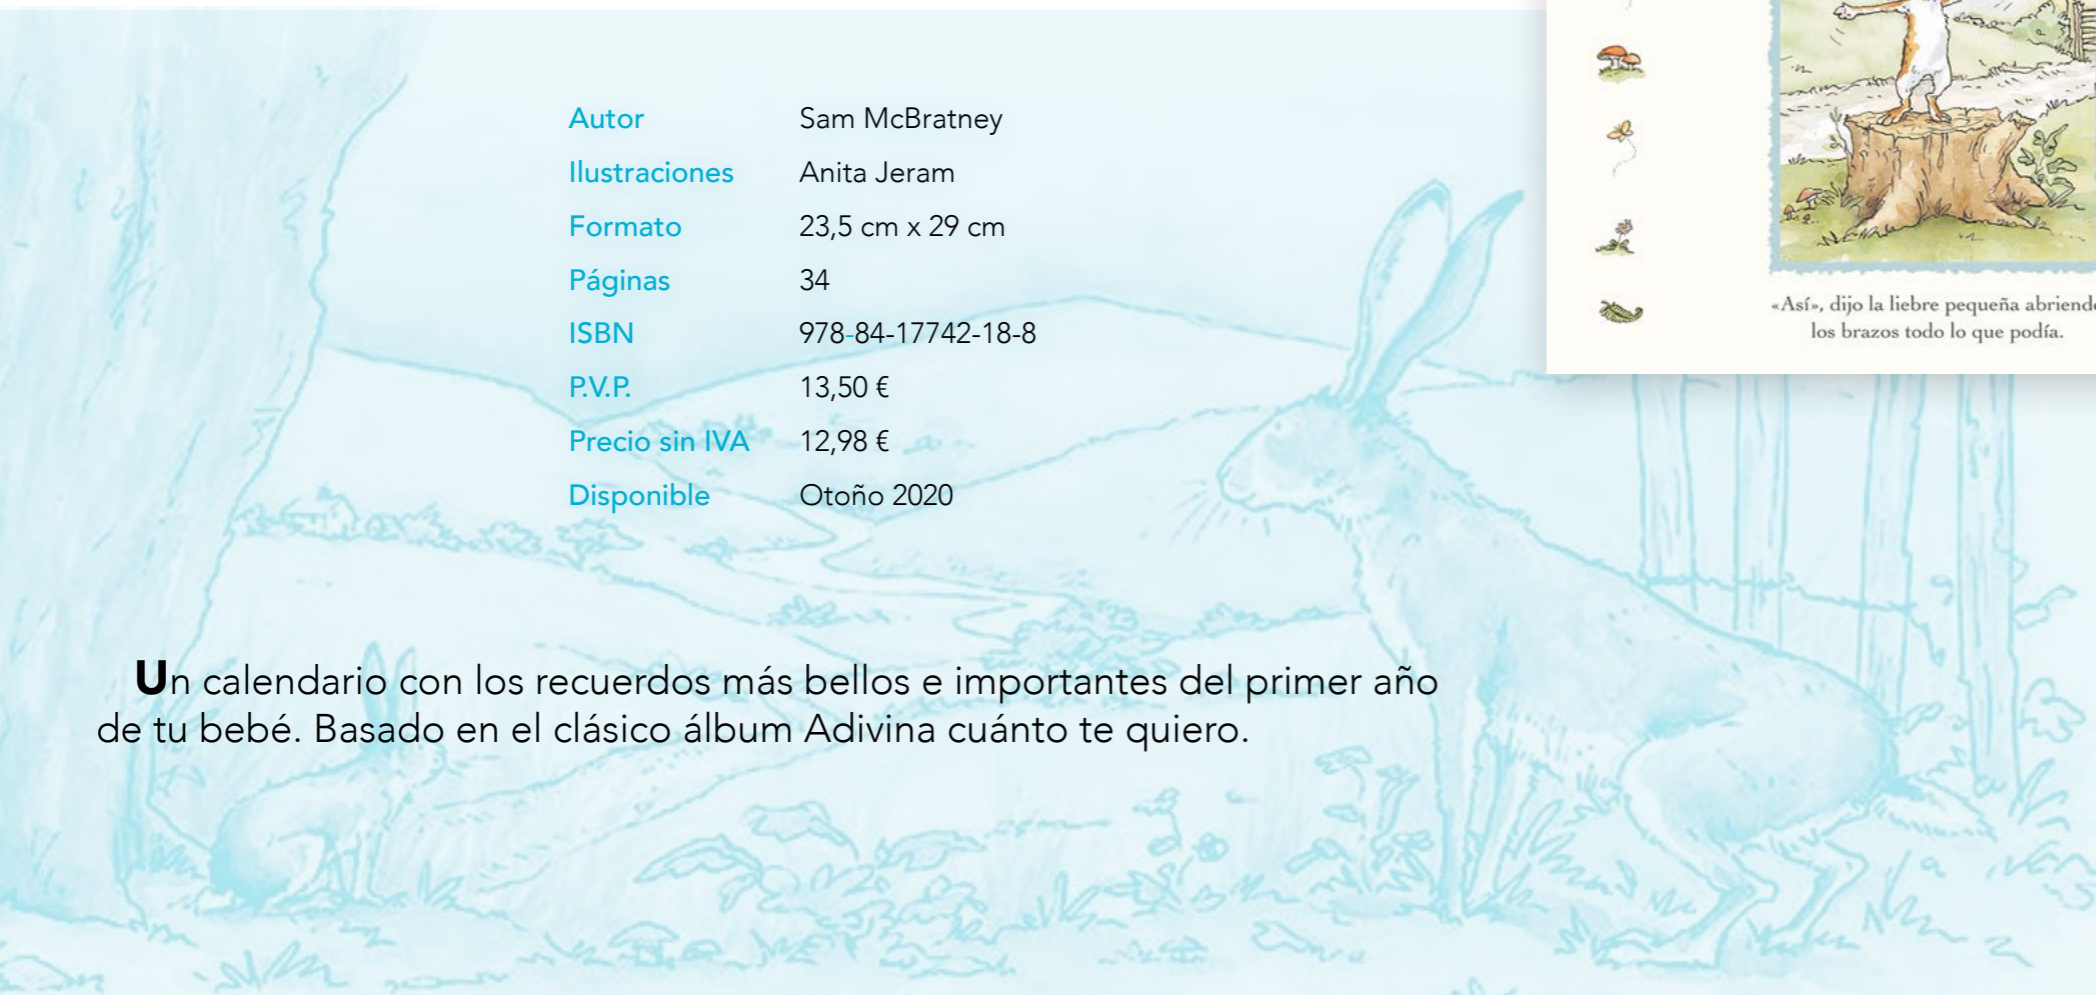 Autor Sam McBratney
Ilustraciones Anita Jeram
Formato 23,5 cm x 29 cm
Páginas 34
ISBN 978-84-17742-18-8
P.V.P. 13,50 €
Precio sin IVA 12,98 €
Disponible Otoño 2020
«Así», dijo la liebre pequeña abriendo
los brazos todo lo que podía.
Un calendario con los recuerdos más bellos e importantes del primer año
de tu bebé. Basado en el clásico álbum Adivina cuánto te quiero.